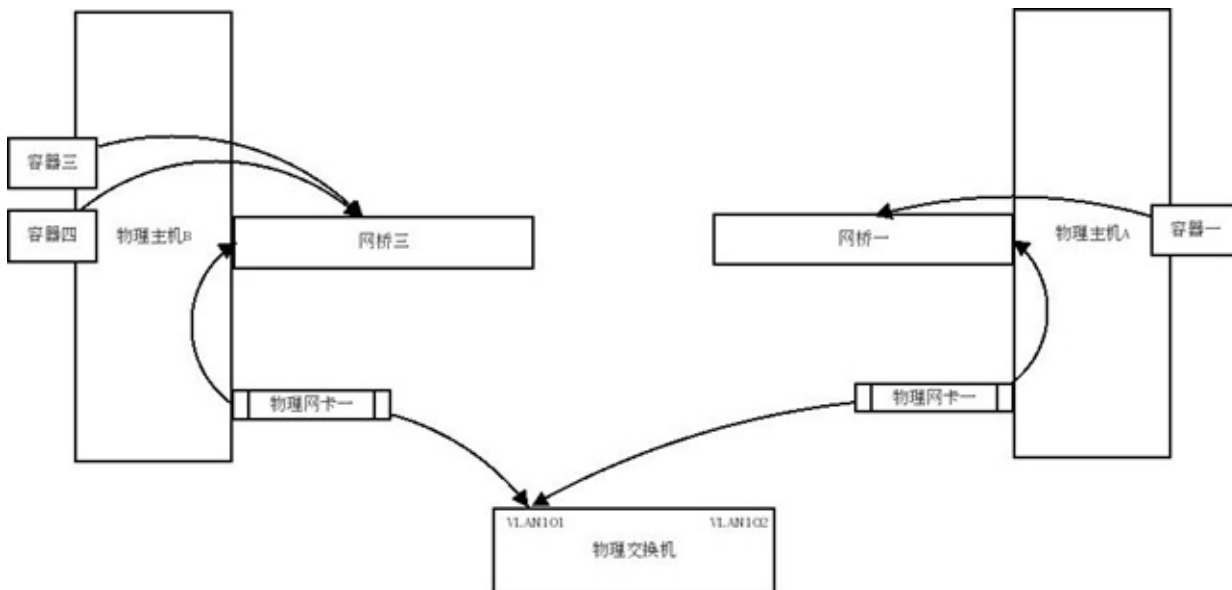 容器三
容器四
物理主机B
网桥三
网桥一
物理主机A
容器一
物理网卡一
物理网卡一
VLAN101
VLAN102
物理交换机